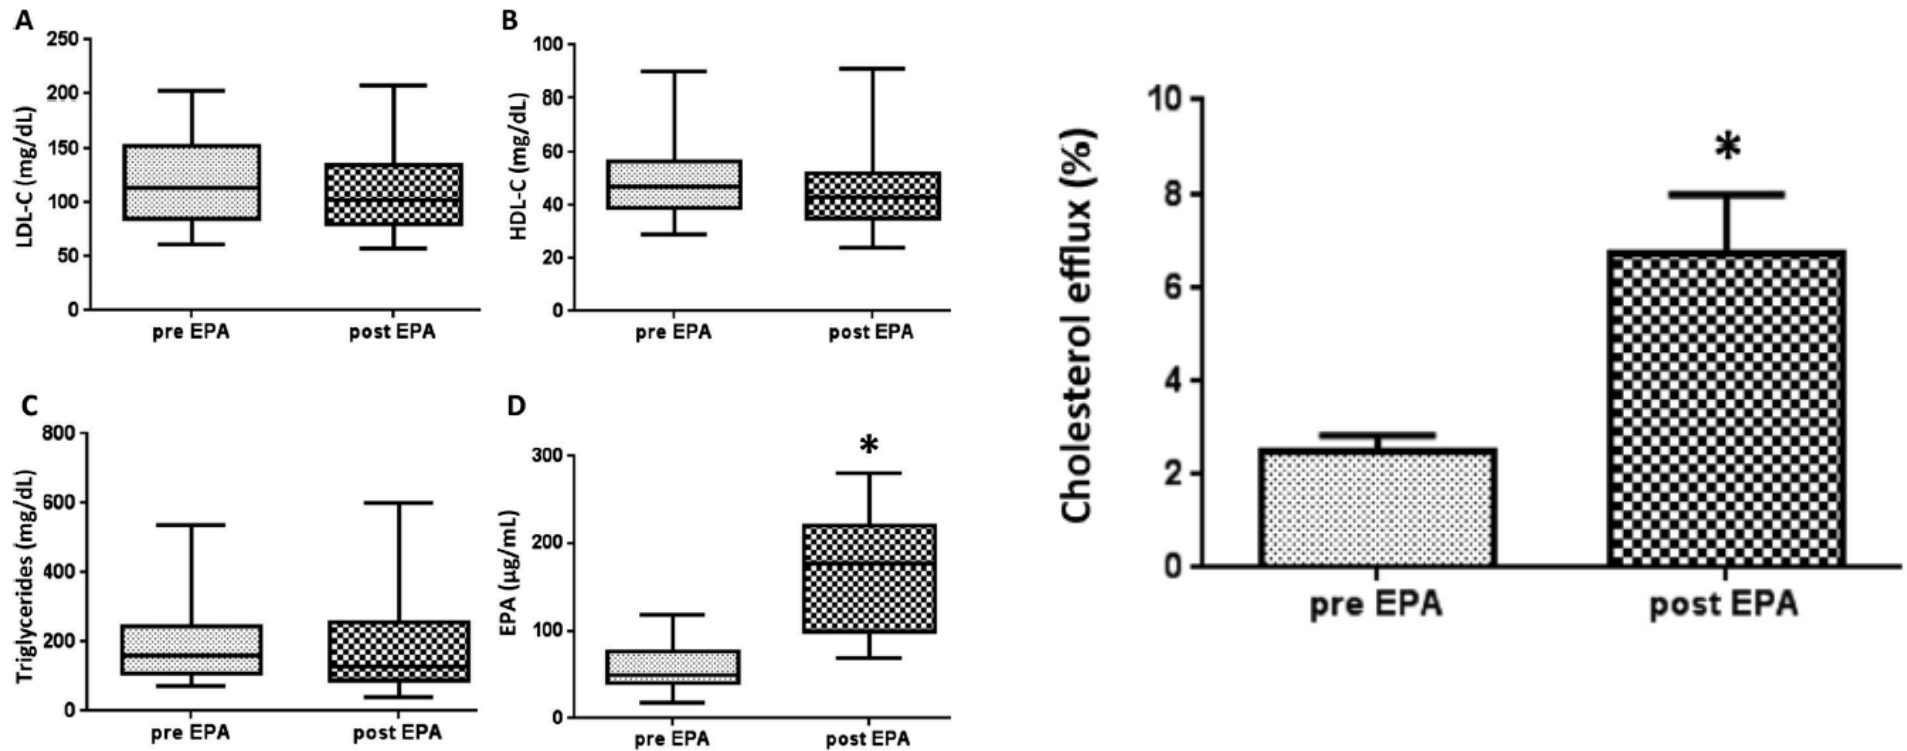 A
LDL-C (mg/dL)
250
200
150
100
50
0
pre EPA
post EPA
B
HDL-C (mg/dL)
100
80
60
40
20
0
pre EPA
post EPA
C
Triglycerides (mg/dL)
800
600
400
200
0
pre EPA
post EPA
D
EPA (µg/mL)
300
200
100
0
*
pre EPA
post EPA
Cholesterol efflux (%)
10
8
6
4
2
0
*
pre EPA
post EPA